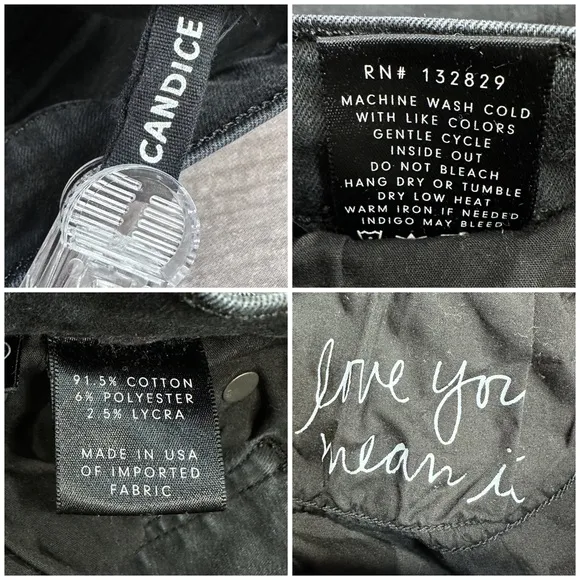 CANDICE
RN# 132829
MACHINE WASH COLD
WITH LIKE COLORS
GENTLE CYCLE
INSIDE OUT
DO NOT BLEACH
HANG DRY OR TUMBLE
DRY LOW HEAT
WARM IRON IF NEEDED
INDIGO MAY BLEED
91.5% COTTON
6% POLYESTER
2.5% LYCRA
MADE IN USA
OF IMPORTED
FABRIC
love you
mean it